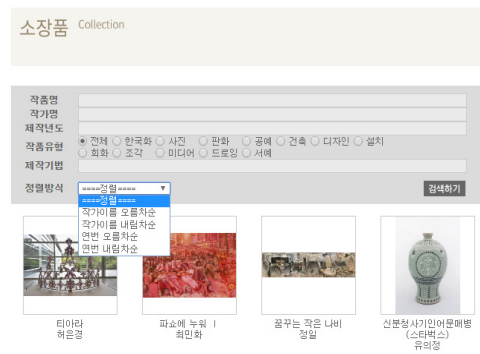 소장품 Collection
작품명
작가명
제작년도
작품유형 전체 한국화 사진 판화 공예 건축 디자인 설치
회화 조각 미디어 드로잉 서예
제작기법
정렬방식 ====정렬==== 검색하기
====정렬====
작가이름 오름차순
작가이름 내림차순
연번 오름차순
연번 내림차순
티아라
허은경
파쇼에 누워 Ⅰ
최민화
꿈꾸는 작은 나비
정일
신분청사기인어문매병
(스타벅스)
유의정